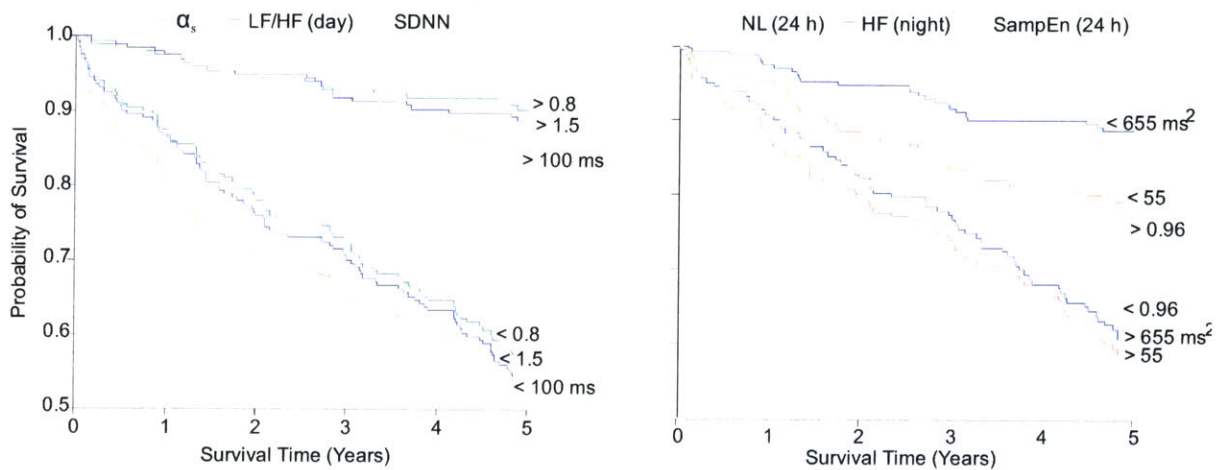 αs LF/HF (day) SDNN
NL (24 h) HF (night) SampEn (24 h)
Probability of Survival
1.0
0.9
0.8
0.7
0.6
0.5
> 0.8
> 1.5
> 100 ms
< 0.8
< 1.5
< 100 ms
0 1 2 3 4 5
Survival Time (Years)
< 655 ms²
< 55
> 0.96
< 0.96
> 655 ms²
> 55
0 1 2 3 4 5
Survival Time (Years)